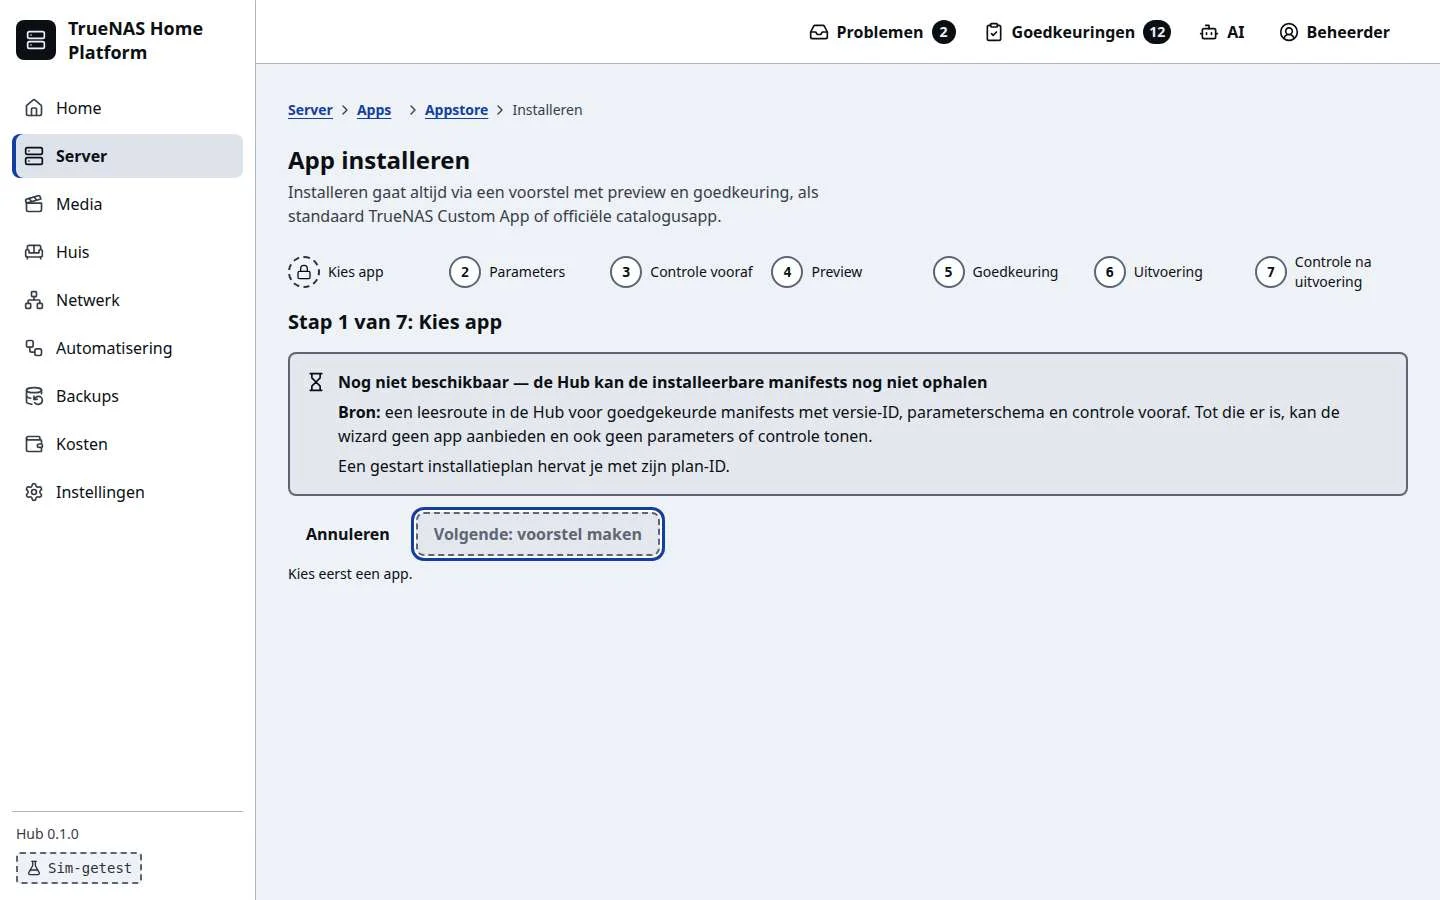 TrueNAS Home
Platform
Problemen 2
Goedkeuringen 12
AI
Beheerder
Home
Server
Media
Huis
Netwerk
Automatisering
Backups
Kosten
Instellingen
Hub 0.1.0
Sim-getest
Server > Apps > Appstore > Installeren
App installeren
Installeren gaat altijd via een voorstel met preview en goedkeuring, als
standaard TrueNAS Custom App of officiële catalogusapp.
Kies app
2 Parameters
3 Controle vooraf
4 Preview
5 Goedkeuring
6 Uitvoering
7 Controle na
uitvoering
Stap 1 van 7: Kies app
Nog niet beschikbaar — de Hub kan de installeerbare manifests nog niet ophalen
Bron: een leesroute in de Hub voor goedgekeurde manifests met versie-ID, parameterschema en controle vooraf. Tot die er is, kan de
wizard geen app aanbieden en ook geen parameters of controle tonen.
Een gestart installatieplan hervat je met zijn plan-ID.
Annuleren
Volgende: voorstel maken
Kies eerst een app.